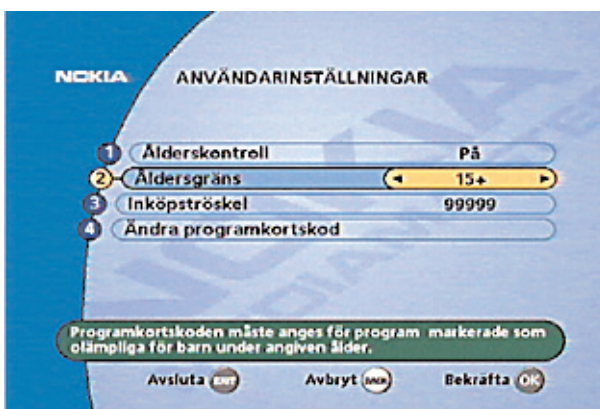 NOKIA ANVÄNDARINSTÄLLNINGAR
1 Ålderskontroll På
2 Åldersgräns ◄ 15+ ►
3 Inköpströskel 99999
4 Ändra programkortskod
Programkortskoden måste anges för program markerade som
olämpliga för barn under angiven ålder.
Avsluta EXIT Avbryt BACK Bekräfta OK